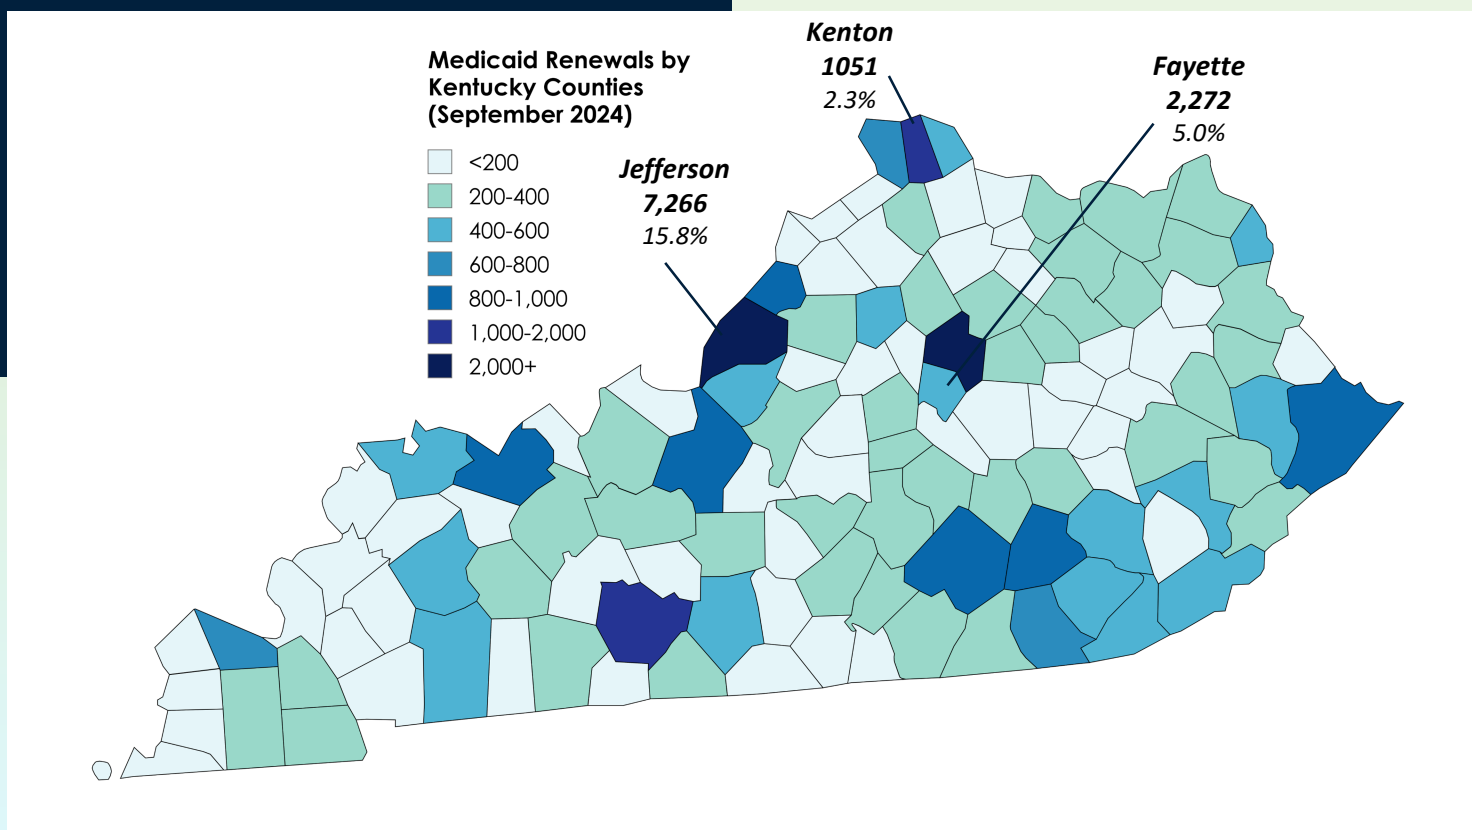 Medicaid Renewals by
Kentucky Counties
(September 2024)
<200
200-400
400-600
600-800
800-1,000
1,000-2,000
2,000+
Jefferson
7,266
15.8%
Kenton
1051
2.3%
Fayette
2,272
5.0%